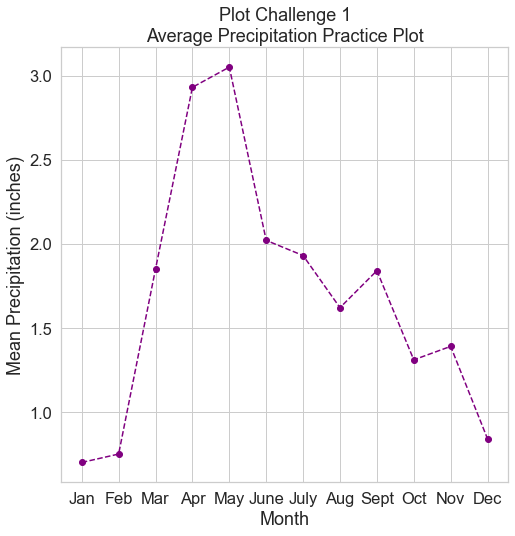 Plot Challenge 1
Average Precipitation Practice Plot
Mean Precipitation (inches)
3.0
2.5
2.0
1.5
1.0
Jan Feb Mar Apr May June July Aug Sept Oct Nov Dec
Month